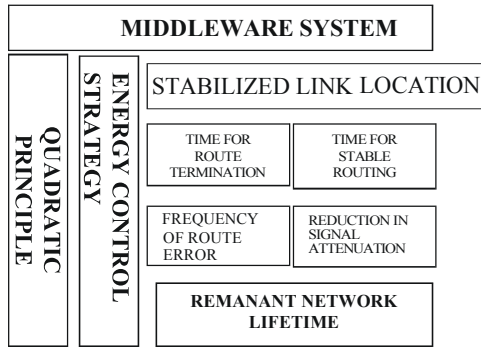 MIDDLEWARE SYSTEM
QUADRATIC
PRINCIPLE
ENERGY CONTROL
STRATEGY
STABILIZED LINK LOCATION
TIME FOR
ROUTE
TERMINATION
TIME FOR
STABLE
ROUTING
FREQUENCY
OF ROUTE
ERROR
REDUCTION IN
SIGNAL
ATTENUATION
REMANANT NETWORK
LIFETIME